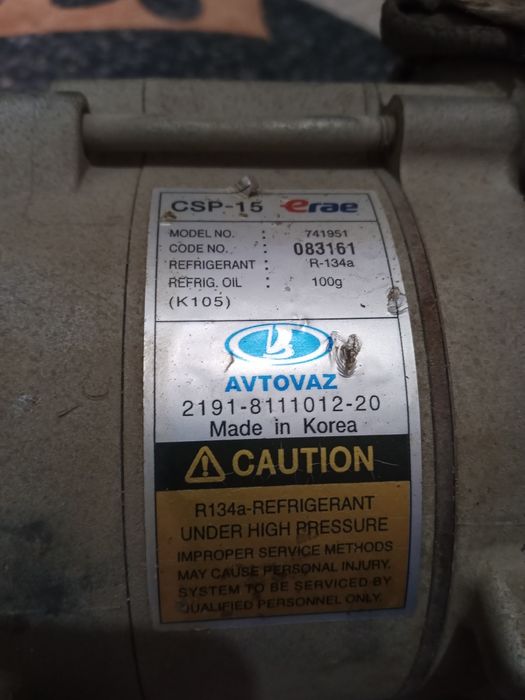 CSP-15 erae
MODEL NO. : 741951
CODE NO. : 083161
REFRIGERANT : R-134a
REFRIG. OIL : 100g
(K105)
AVTOVAZ
2191-8111012-20
Made in Korea
CAUTION
R134a-REFRIGERANT
UNDER HIGH PRESSURE
IMPROPER SERVICE METHODS
MAY CAUSE PERSONAL INJURY.
SYSTEM TO BE SERVICED BY
QUALIFIED PERSONNEL ONLY.